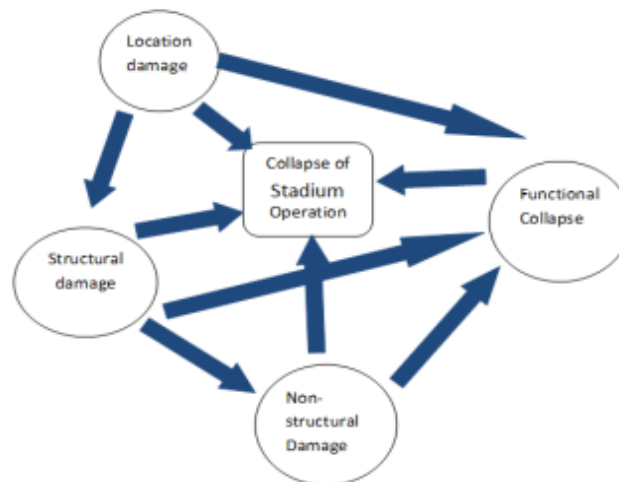 Location
damage
Collapse of
Stadium
Operation
Functional
Collapse
Structural
damage
Non-
structural
Damage